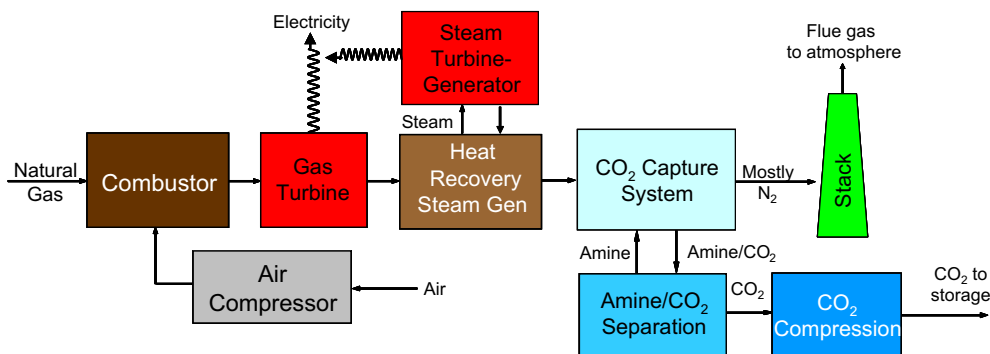 Electricity
Steam
Turbine-
Generator
Flue gas
to atmosphere
Steam
Natural
Gas
Combustor
Gas
Turbine
Heat
Recovery
Steam Gen
CO₂ Capture
System
Mostly
N₂
Stack
Air
Compressor
Air
Amine
Amine/CO₂
Amine/CO₂
Separation
CO₂
CO₂
Compression
CO₂ to
storage